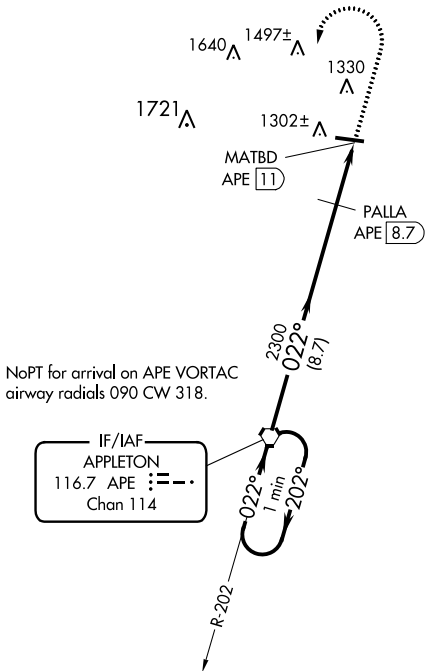 1640
1497±
1330
1721
1302±
MATBD
APE 11
PALLA
APE 8.7
2300
022°
(8.7)
NoPT for arrival on APE VORTAC
airway radials 090 CW 318.
IF/IAF
APPLETON
116.7 APE
Chan 114
022°
1 min
202°
R-202